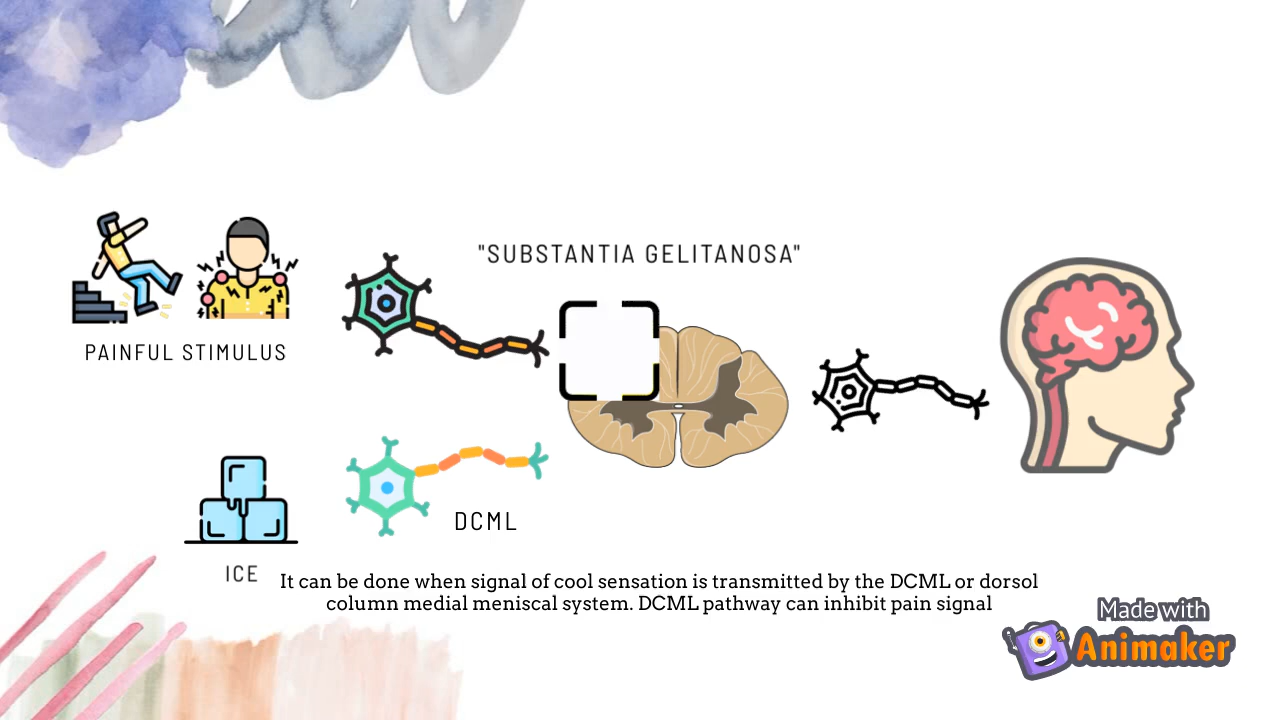 "SUBSTANTIA GELITANOSA"
PAINFUL STIMULUS
DCML
ICE
It can be done when signal of cool sensation is transmitted by the DCML or dorsol
column medial meniscal system. DCML pathway can inhibit pain signal
Made with
Animaker